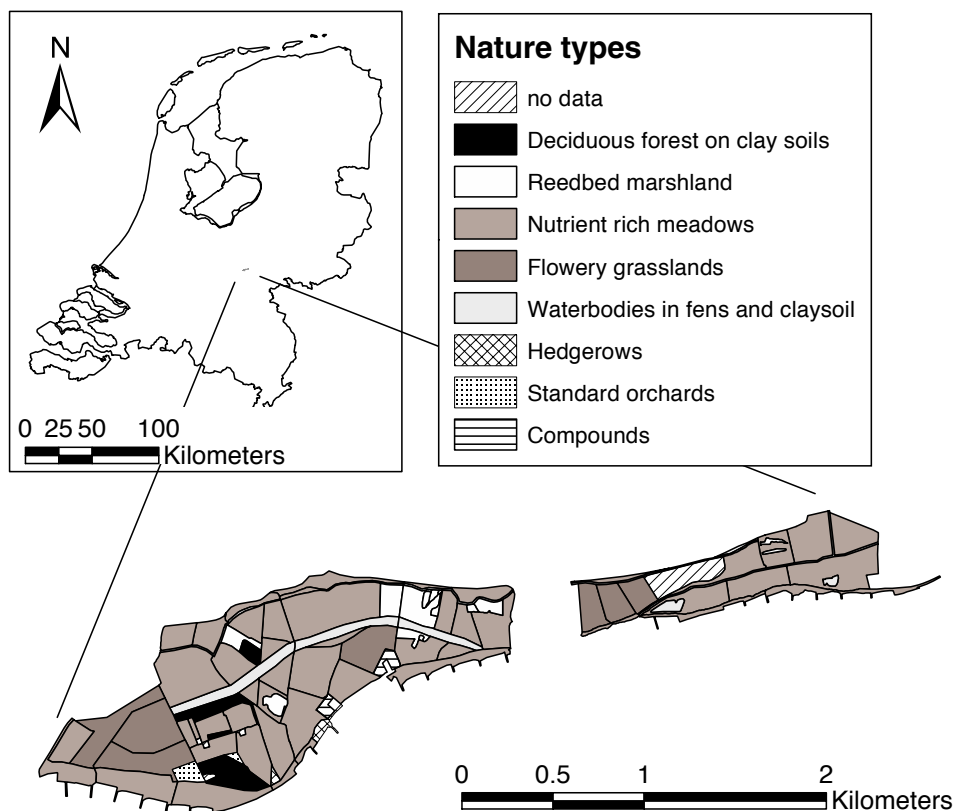 N
0 25 50 100
Kilometers
Nature types
no data
Deciduous forest on clay soils
Reedbed marshland
Nutrient rich meadows
Flowery grasslands
Waterbodies in fens and claysoil
Hedgerows
Standard orchards
Compounds
0 0.5 1 2
Kilometers